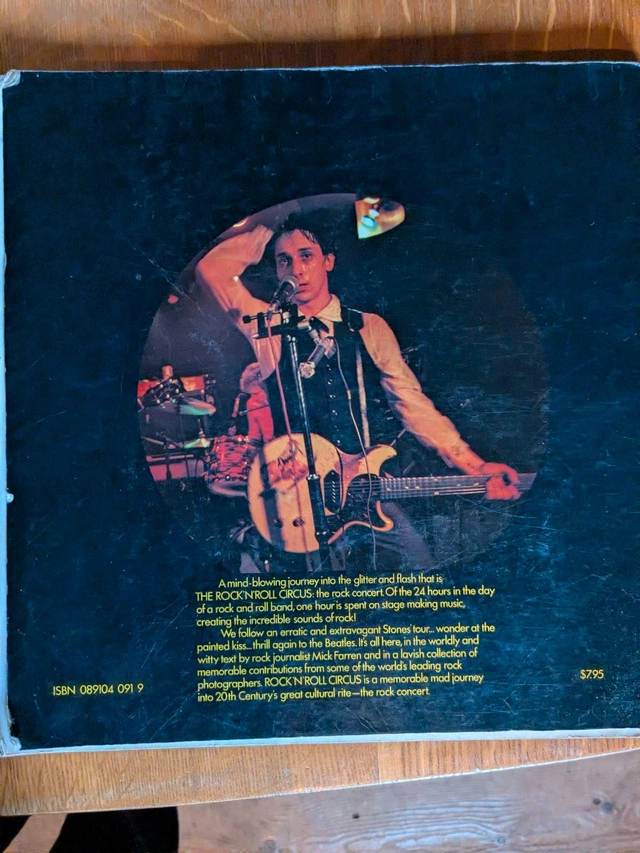 A mind-blowing journey into the glitter and flash that is
THE ROCK'N'ROLL CIRCUS: the rock concert. Of the 24 hours in the day
of a rock and roll band, one hour is spent on stage making music,
creating the incredible sounds of rock!
We follow an erratic and extravagant Stones' tour... wonder at the
painted kiss... thrill again to the Beatles. It's all here, in the worldly and
witty text by rock journalist Mick Farren and in a lavish collection of
memorable contributions from some of the world's leading rock
photographers. ROCK'N'ROLL CIRCUS is a memorable mad journey
into 20th Century's great cultural rite—the rock concert.
ISBN 089104 091 9
$7.95